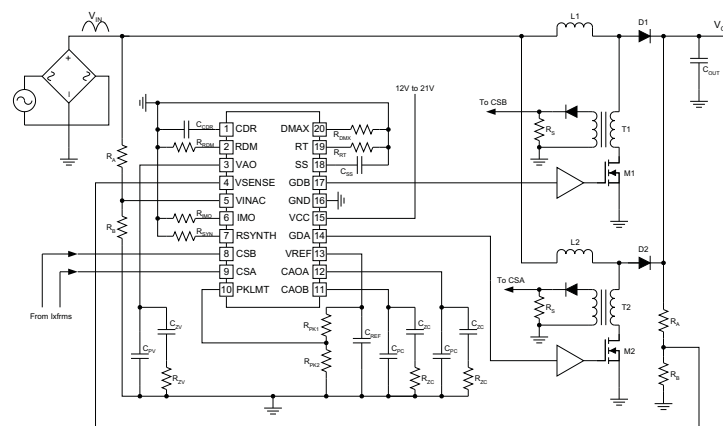 VIN
L1
D1
VO
COUT
12V to 21V
To CSB
RS
T1
M1
CCDR
RRDM
1 CDR
2 RDM
3 VAO
4 VSENSE
5 VINAC
6 IMO
7 RSYNTH
8 CSB
9 CSA
10 PKLMT
DMAX 20
RT 19
SS 18
GDB 17
GND 16
VCC 15
GDA 14
VREF 13
CAOA 12
CAOB 11
RDMX
RRT
CSS
RA
RB
RIMO
RSYN
L2
D2
To CSA
RS
T2
M2
RA
RB
From Ixfrms
CZV
CPV
RZV
RPK1
RPK2
CREF
CPC
CZC
RZC
CPC
CZC
RZC